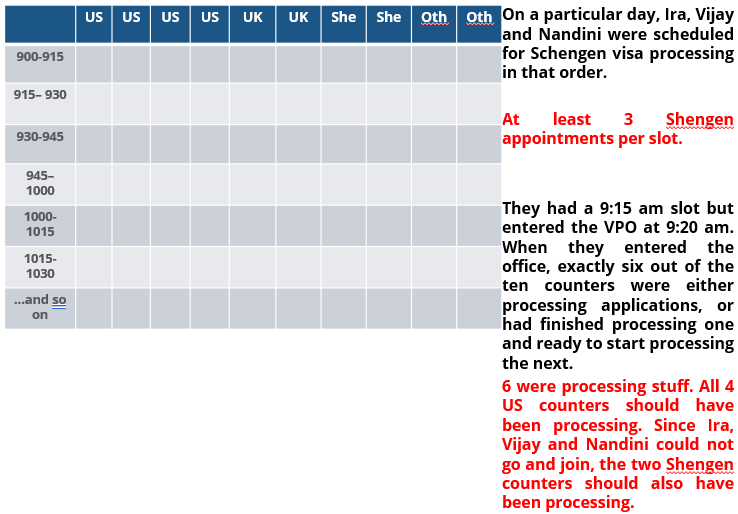 US US US US UK UK She She Oth Oth
900-915
915– 930
930-945
945–
1000
1000-
1015
1015-
1030
...and so
on
On a particular day, Ira, Vijay
and Nandini were scheduled
for Schengen visa processing
in that order.
At least 3 Shengen
appointments per slot.
They had a 9:15 am slot but
entered the VPO at 9:20 am.
When they entered the
office, exactly six out of the
ten counters were either
processing applications, or
had finished processing one
and ready to start processing
the next.
6 were processing stuff. All 4
US counters should have
been processing. Since Ira,
Vijay and Nandini could not
go and join, the two Shengen
counters should also have
been processing.